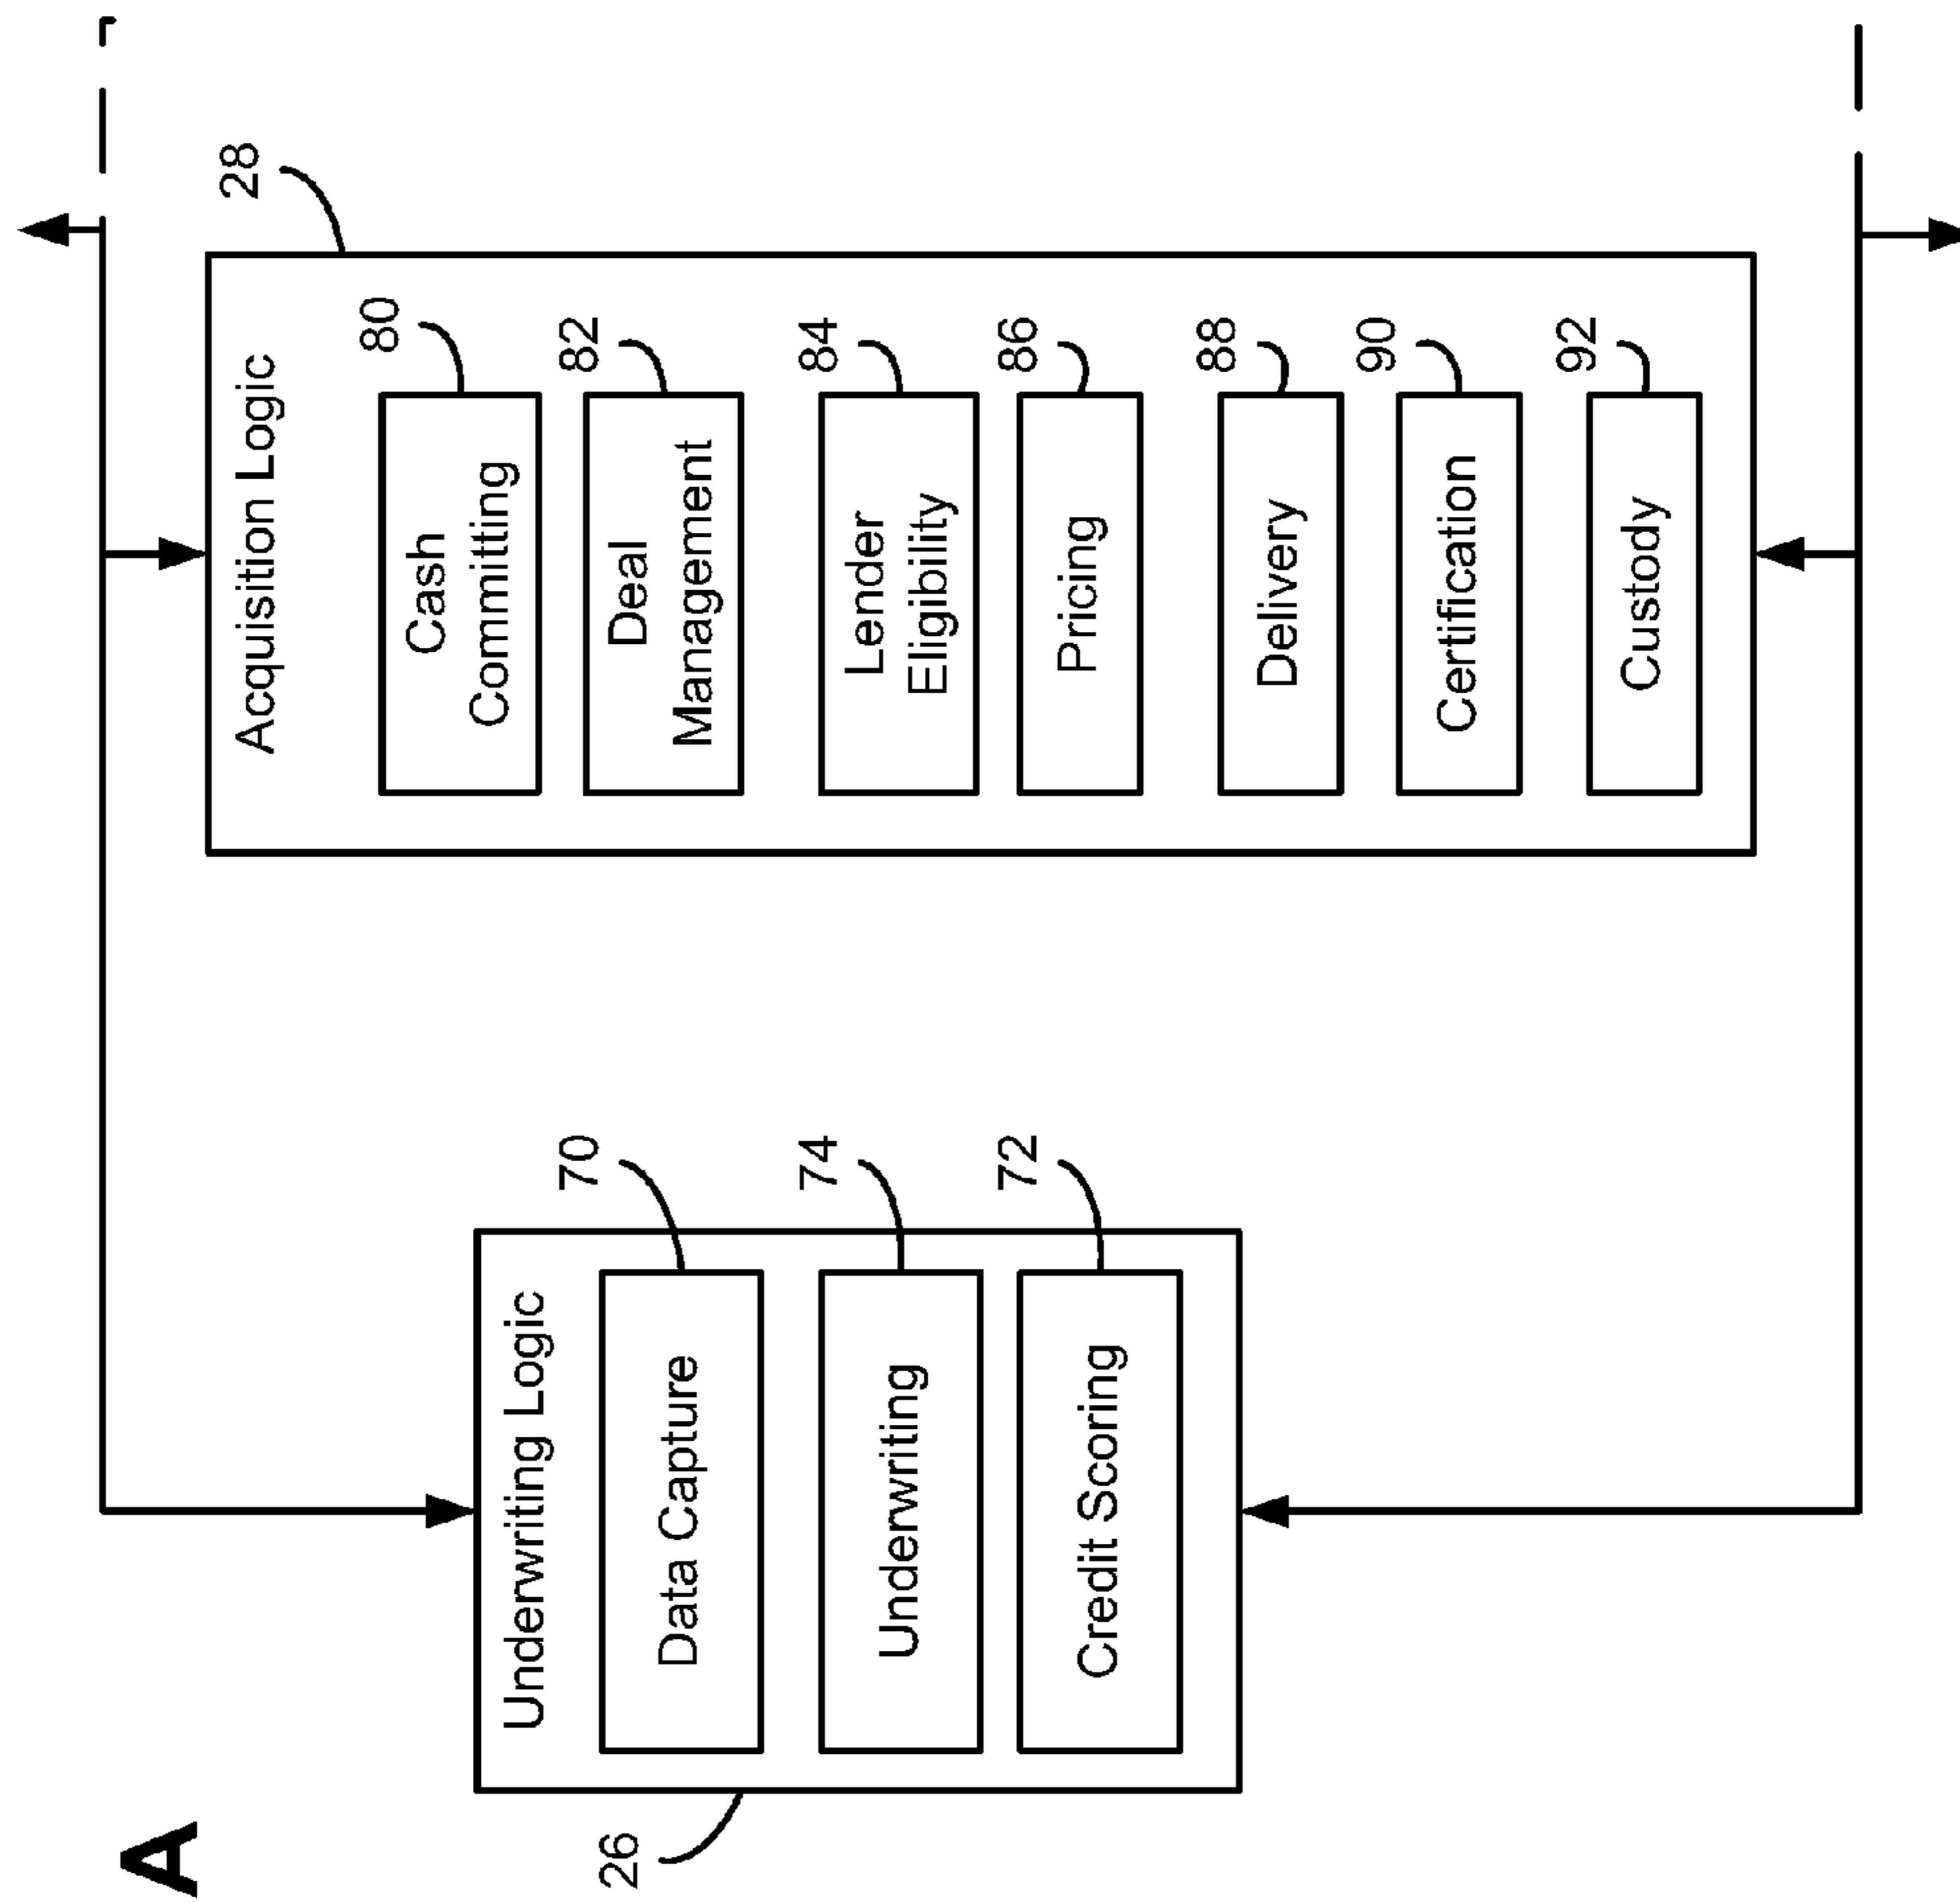 A
26
Underwriting Logic
Data Capture
70
Underwriting
74
Credit Scoring
72
28
Acquisition Logic
Cash
Committing
80
Deal
Management
82
Lender
Eligibility
84
Pricing
86
Delivery
88
Certification
90
Custody
92